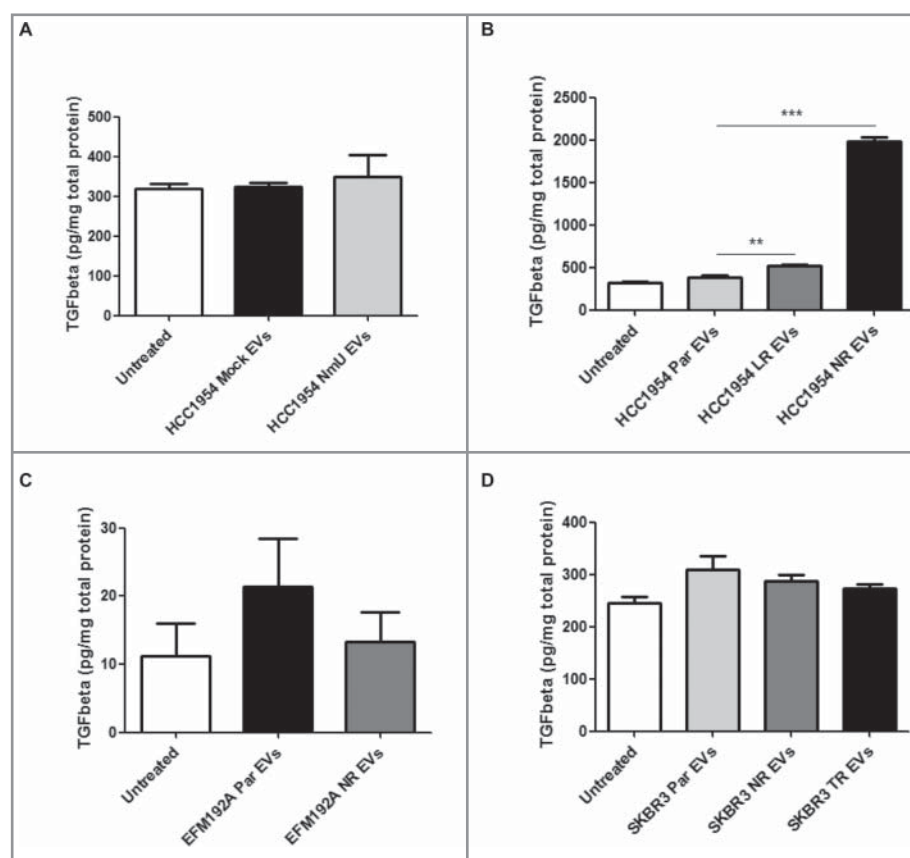 A
TGFbeta (pg/mg total protein)
500
400
300
200
100
0
Untreated
HCC1954 Mock EVs
HCC1954 NmU EVs
B
TGFbeta (pg/mg total protein)
2500
2000
1500
1000
500
0
***
**
Untreated
HCC1954 Par EVs
HCC1954 LR EVs
HCC1954 NR EVs
C
TGFbeta (pg/mg total protein)
30
20
10
0
Untreated
EFM192A Par EVs
EFM192A NR EVs
D
TGFbeta (pg/mg total protein)
400
300
200
100
0
Untreated
SKBR3 Par EVs
SKBR3 NR EVs
SKBR3 TR EVs